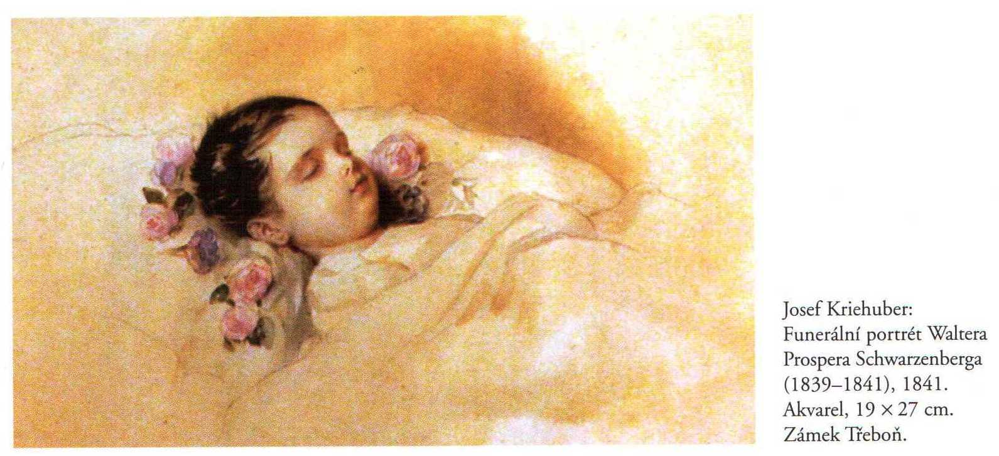 Josef Kriehuber:
Funerální portrét Waltera
Prospera Schwarzenberga
(1839–1841), 1841.
Akvarel, 19 × 27 cm.
Zámek Třeboň.